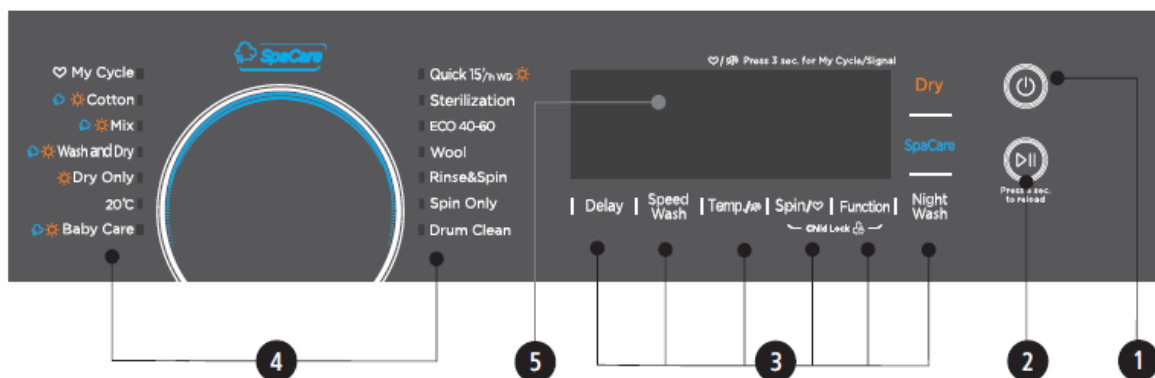 SpaCare
♡ My Cycle
Cotton
Mix
Wash and Dry
Dry Only
20℃
Baby Care
Quick 15'/1h WD
Sterilization
ECO 40-60
Wool
Rinse&Spin
Spin Only
Drum Clean
♡/ Press 3 sec. for My Cycle/Signal
Dry
SpaCare
Press 3 sec.
to reload
| Delay | Speed Wash | Temp./ | Spin/♡ | Function | Night Wash
Child Lock
4
5
3
2
1